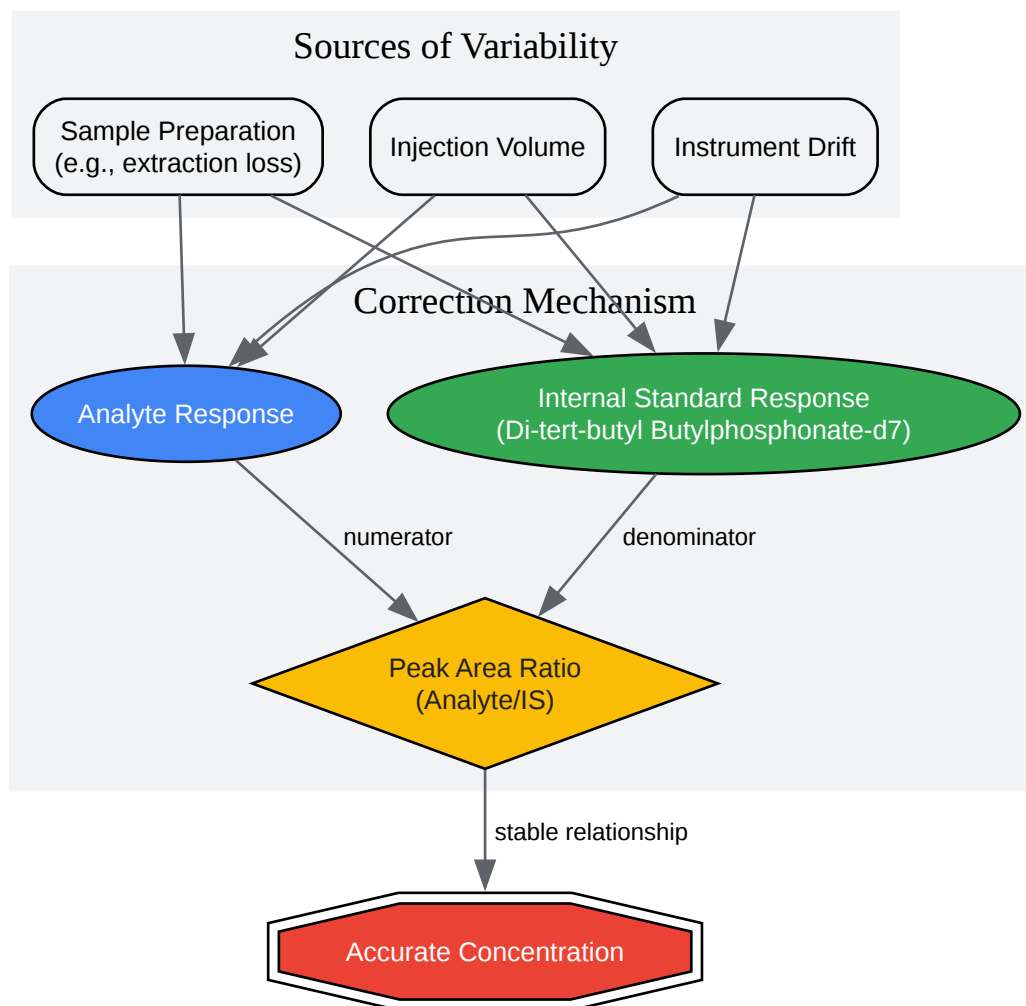 Sources of Variability
Sample Preparation
(e.g., extraction loss)
Injection Volume
Instrument Drift
Correction Mechanism
Analyte Response
Internal Standard Response
(Di-tert-butyl Butylphosphonate-d7)
numerator
denominator
Peak Area Ratio
(Analyte/IS)
stable relationship
Accurate Concentration